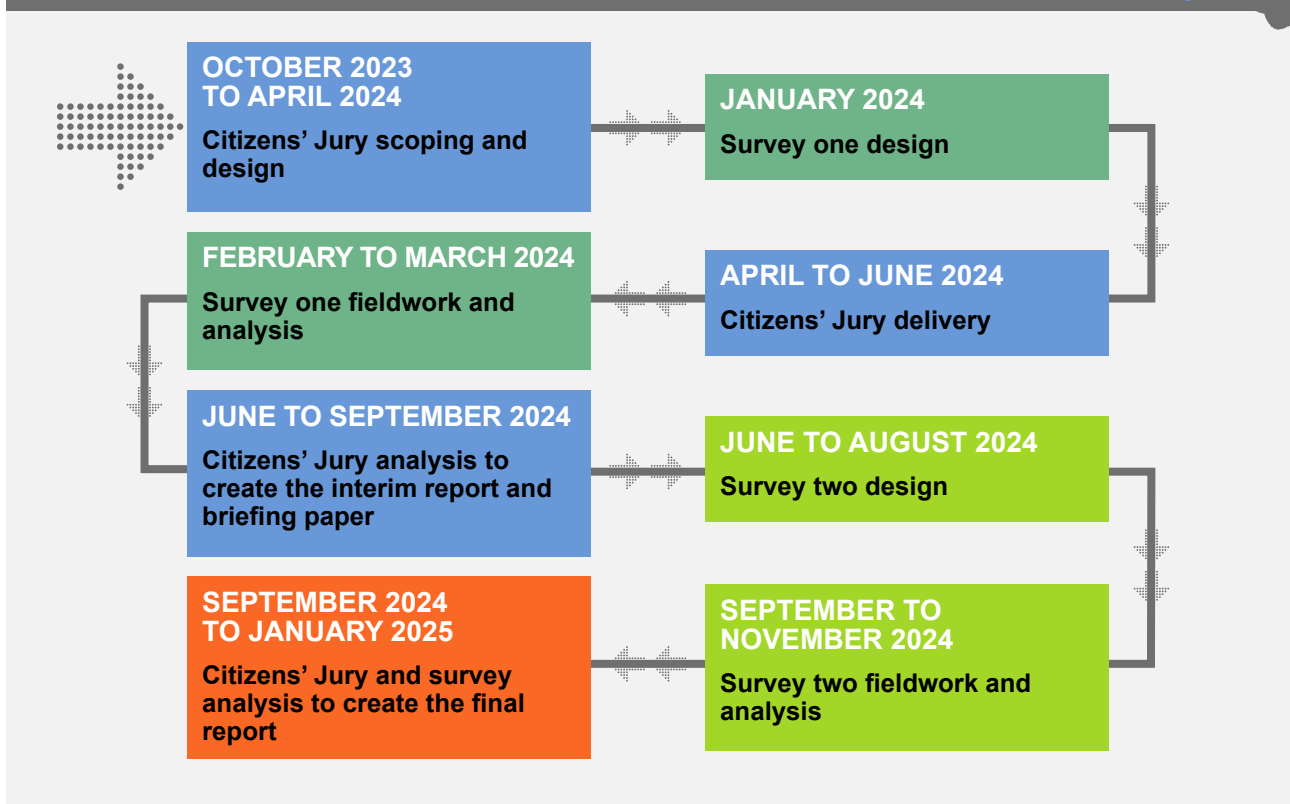 OCTOBER 2023
TO APRIL 2024
Citizens’ Jury scoping and
design
JANUARY 2024
Survey one design
FEBRUARY TO MARCH 2024
Survey one fieldwork and
analysis
APRIL TO JUNE 2024
Citizens’ Jury delivery
JUNE TO SEPTEMBER 2024
Citizens’ Jury analysis to
create the interim report and
briefing paper
JUNE TO AUGUST 2024
Survey two design
SEPTEMBER 2024
TO JANUARY 2025
Citizens’ Jury and survey
analysis to create the final
report
SEPTEMBER TO
NOVEMBER 2024
Survey two fieldwork and
analysis